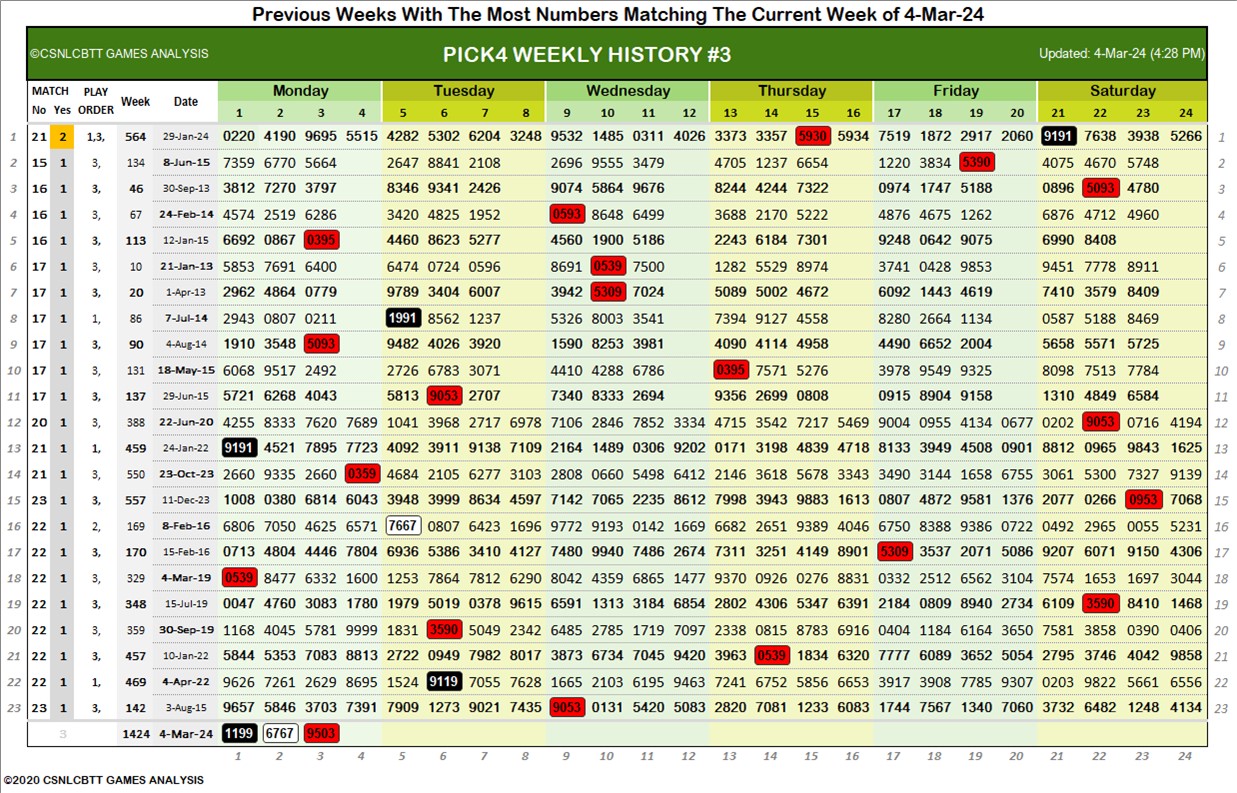 Previous Weeks With The Most Numbers Matching The Current Week of 4-Mar-24
©CSNLCBTT GAMES ANALYSIS PICK4 WEEKLY HISTORY #3 Updated: 4-Mar-24 (4:28 PM)
MATCH PLAY Week Date Monday Tuesday Wednesday Thursday Friday Saturday
No Yes ORDER 1 2 3 4 5 6 7 8 9 10 11 12 13 14 15 16 17 18 19 20 21 22 23 24
1 21 2 1,3, 564 29-Jan-24 0220 4190 9695 5515 4282 5302 6204 3248 9532 1485 0311 4026 3373 3357 5930 5934 7519 1872 2917 2060 9191 7638 3938 5266 1
2 15 1 3, 134 8-Jun-15 7359 6770 5664 2647 8841 2108 2696 9555 3479 4705 1237 6654 1220 3834 5390 4075 4670 5748 2
3 16 1 3, 46 30-Sep-13 3812 7270 3797 8346 9341 2426 9074 5864 9676 8244 4244 7322 0974 1747 5188 0896 5093 4780 3
4 16 1 3, 67 24-Feb-14 4574 2519 6286 3420 4825 1952 0593 8648 6499 3688 2170 5222 4876 4675 1262 6876 4712 4960 4
5 16 1 3, 113 12-Jan-15 6692 0867 0395 4460 8623 5277 4560 1900 5186 2243 6184 7301 9248 0642 9075 6990 8408 5
6 17 1 3, 10 21-Jan-13 5853 7691 6400 6474 0724 0596 8691 0539 7500 1282 5529 8974 3741 0428 9853 9451 7778 8911 6
7 17 1 3, 20 1-Apr-13 2962 4864 0779 9789 3404 6007 3942 5309 7024 5089 5002 4672 6092 1443 4619 7410 3579 8409 7
8 17 1 1, 86 7-Jul-14 2943 0807 0211 1991 8562 1237 5326 8003 3541 7394 9127 4558 8280 2664 1134 0587 5188 8469 8
9 17 1 3, 90 4-Aug-14 1910 3548 5093 9482 4026 3920 1590 8253 3981 4090 4114 4958 4490 6652 2004 5658 5571 5725 9
10 17 1 3, 131 18-May-15 6068 9517 2492 2726 6783 3071 4410 4288 6786 0395 7571 5276 3978 9549 9325 8098 7513 7784 10
11 17 1 3, 137 29-Jun-15 5721 6268 4043 5813 9053 2707 7340 8333 2694 9356 2699 0808 0915 8904 9158 1310 4849 6584 11
12 20 1 3, 388 22-Jun-20 4255 8333 7620 7689 1041 3968 2712 6978 7106 2846 7852 3334 4715 3542 7217 5469 9004 0955 4134 0677 0202 9053 0716 4194 12
13 21 1 1, 459 24-Jan-22 9191 4521 7895 7723 4092 3911 9138 7109 2164 1489 0306 9202 0171 3198 4839 4718 8133 3949 4508 0901 8812 0965 9843 1625 13
14 21 1 3, 550 23-Oct-23 2660 9335 2660 0359 4684 2105 6277 3103 2808 0660 5498 6412 2146 3618 5678 3343 3490 3144 1658 6755 3061 5300 7327 9139 14
15 23 1 3, 557 11-Dec-23 1008 0380 6814 6043 3948 3999 8634 4597 7142 7065 2235 8612 7998 3943 9883 1613 0807 4872 9581 1376 2077 0266 0953 7068 15
16 22 1 2, 169 8-Feb-16 6806 7050 4625 6571 7667 0807 6423 1696 9772 9193 0142 1669 6682 2651 9389 4046 6750 8388 9386 0722 0492 2965 0055 5231 16
17 22 1 3, 170 15-Feb-16 0713 4804 4446 7804 6936 5386 3410 4127 7480 9940 7486 2674 7311 3251 4149 8901 5309 3537 2071 5086 9207 6071 9150 4306 17
18 22 1 3, 329 4-Mar-19 0539 8477 6332 1600 1253 7864 7812 6290 8042 4359 6865 1477 9370 0926 0276 8831 0332 2512 6562 3104 7574 1653 1697 3044 18
19 22 1 3, 348 15-Jul-19 0047 4760 3083 1780 1979 5019 0378 9615 6591 1313 3184 6854 2802 4306 5347 6391 2184 0809 8940 2734 6109 3590 8410 1468 19
20 22 1 3, 359 30-Sep-19 1168 4045 5781 9999 1831 3590 5049 2342 6485 2785 1719 7097 2338 0815 8783 6916 0404 1184 6164 3650 7581 3858 0390 0406 20
21 22 1 3, 457 10-Jan-22 5844 5353 7083 8813 2722 0949 7982 8017 3873 6734 7045 9420 3963 0539 1834 6320 7777 6089 3652 5054 2795 3746 4042 9858 21
22 22 1 1, 469 4-Apr-22 9626 7261 2629 8695 1524 9119 7055 7628 1665 2103 6195 9463 7241 6752 5856 6653 3917 3908 7785 9307 0203 9822 5661 6556 22
23 23 1 3, 142 3-Aug-15 9657 5846 3703 7391 7909 1273 9021 7435 9053 0131 5420 5083 2820 7081 1233 6083 1744 7567 1340 7060 3732 6482 1248 4134 23
3 1424 4-Mar-24 1199 6767 9503
1 2 3 4 5 6 7 8 9 10 11 12 13 14 15 16 17 18 19 20 21 22 23 24
©2020 CSNLCBTT GAMES ANALYSIS